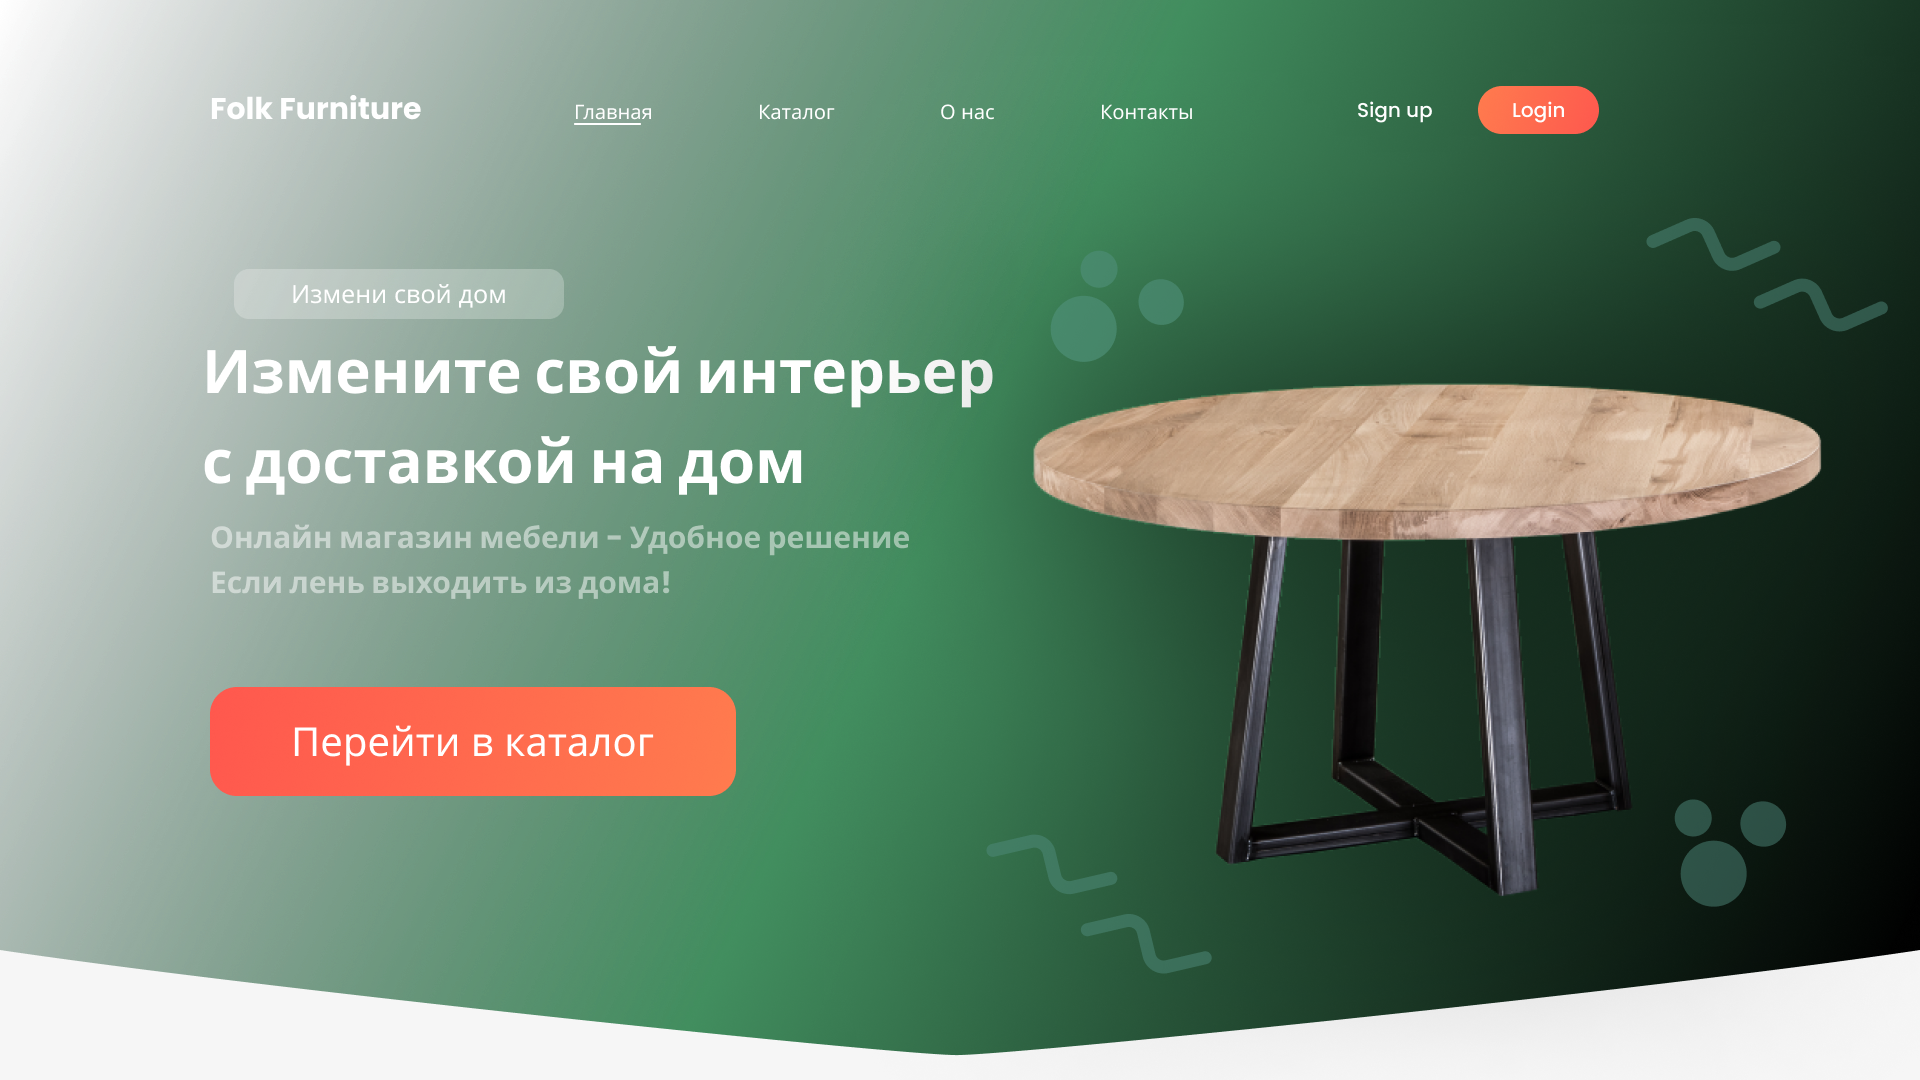 Folk Furniture
Главная
Каталог
О нас
Контакты
Sign up
Login
Измени свой дом
Измените свой интерьер
с доставкой на дом
Онлайн магазин мебели - Удобное решение
Если лень выходить из дома!
Перейти в каталог